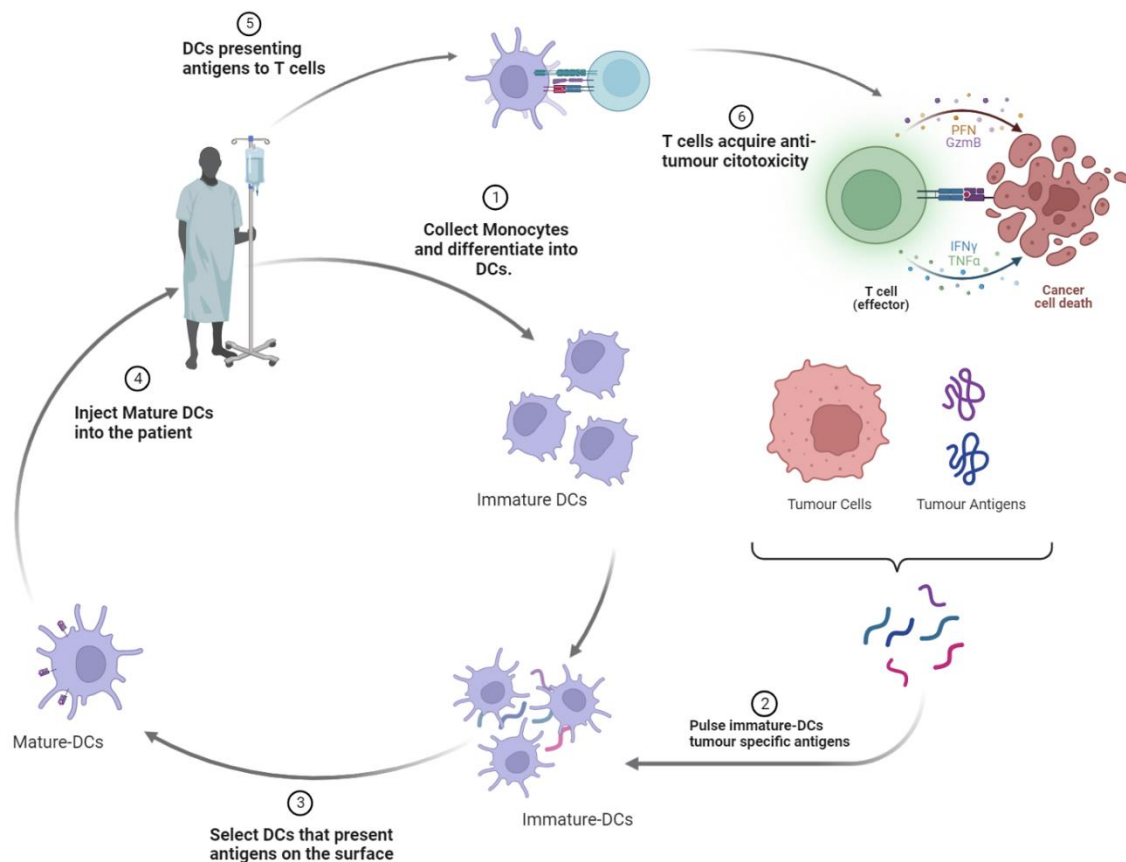 5
DCs presenting
antigens to T cells
6
T cells acquire anti-
tumour citotoxicity
PFN
GzmB
IFNγ
TNFα
T cell
(effector)
Cancer
cell death
1
Collect Monocytes
and differentiate into
DCs.
4
Inject Mature DCs
into the patient
Immature DCs
Tumour Cells
Tumour Antigens
2
Pulse immature-DCs
tumour specific antigens
Mature-DCs
Immature-DCs
3
Select DCs that present
antigens on the surface